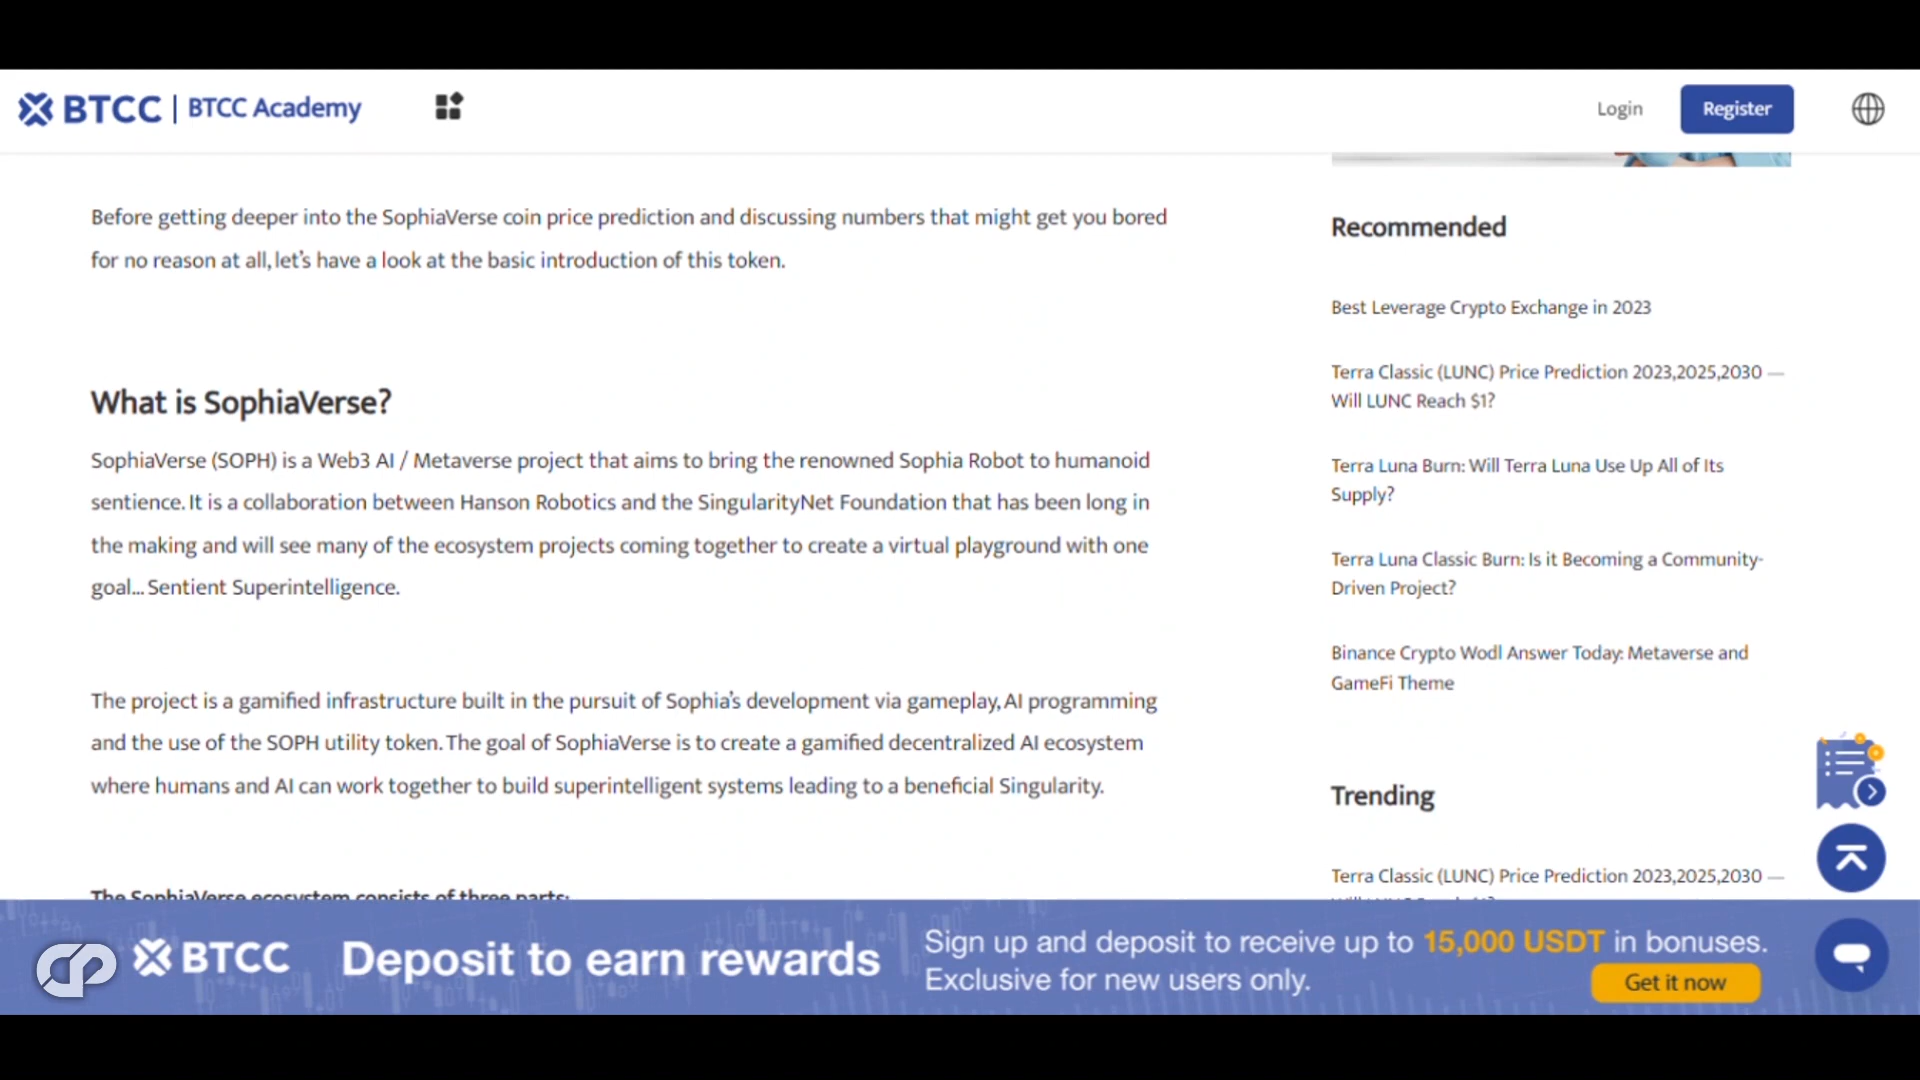 BTCC | BTCC Academy
Login
Register
Before getting deeper into the SophiaVerse coin price prediction and discussing numbers that might get you bored
for no reason at all, let's have a look at the basic introduction of this token.
What is SophiaVerse?
SophiaVerse (SOPH) is a Web3 AI / Metaverse project that aims to bring the renowned Sophia Robot to humanoid
sentience. It is a collaboration between Hanson Robotics and the SingularityNet Foundation that has been long in
the making and will see many of the ecosystem projects coming together to create a virtual playground with one
goal... Sentient Superintelligence.
The project is a gamified infrastructure built in the pursuit of Sophia's development via gameplay, AI programming
and the use of the SOPH utility token. The goal of SophiaVerse is to create a gamified decentralized AI ecosystem
where humans and AI can work together to build superintelligent systems leading to a beneficial Singularity.
The SophiaVerse ecosystem consists of three parts:
Recommended
Best Leverage Crypto Exchange in 2023
Terra Classic (LUNC) Price Prediction 2023,2025,2030 —
Will LUNC Reach $1?
Terra Luna Burn: Will Terra Luna Use Up All of Its
Supply?
Terra Luna Classic Burn: Is it Becoming a Community-
Driven Project?
Binance Crypto Wodl Answer Today: Metaverse and
GameFi Theme
Trending
Terra Classic (LUNC) Price Prediction 2023,2025,2030 —
BTCC
Deposit to earn rewards
Sign up and deposit to receive up to 15,000 USDT in bonuses.
Exclusive for new users only.
Get it now